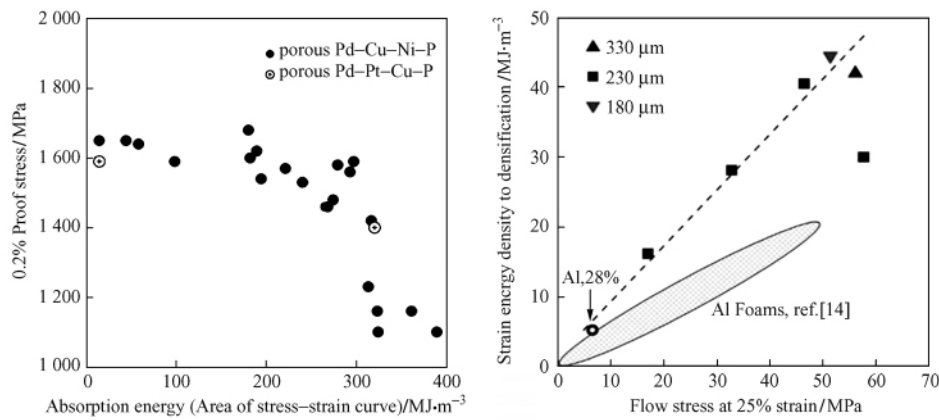 2 000
1 800
1 600
1 400
1 200
1 000
0.2% Proof stress/MPa
porous Pd–Cu–Ni–P
porous Pd–Pt–Cu–P
0 100 200 300 400
Absorption energy (Area of stress–strain curve)/MJ·m⁻³
50
40
30
20
10
0
Strain energy density to densification/MJ·m⁻³
330 μm
230 μm
180 μm
Al,28%
Al Foams, ref.[14]
0 10 20 30 40 50 60 70
Flow stress at 25% strain/MPa